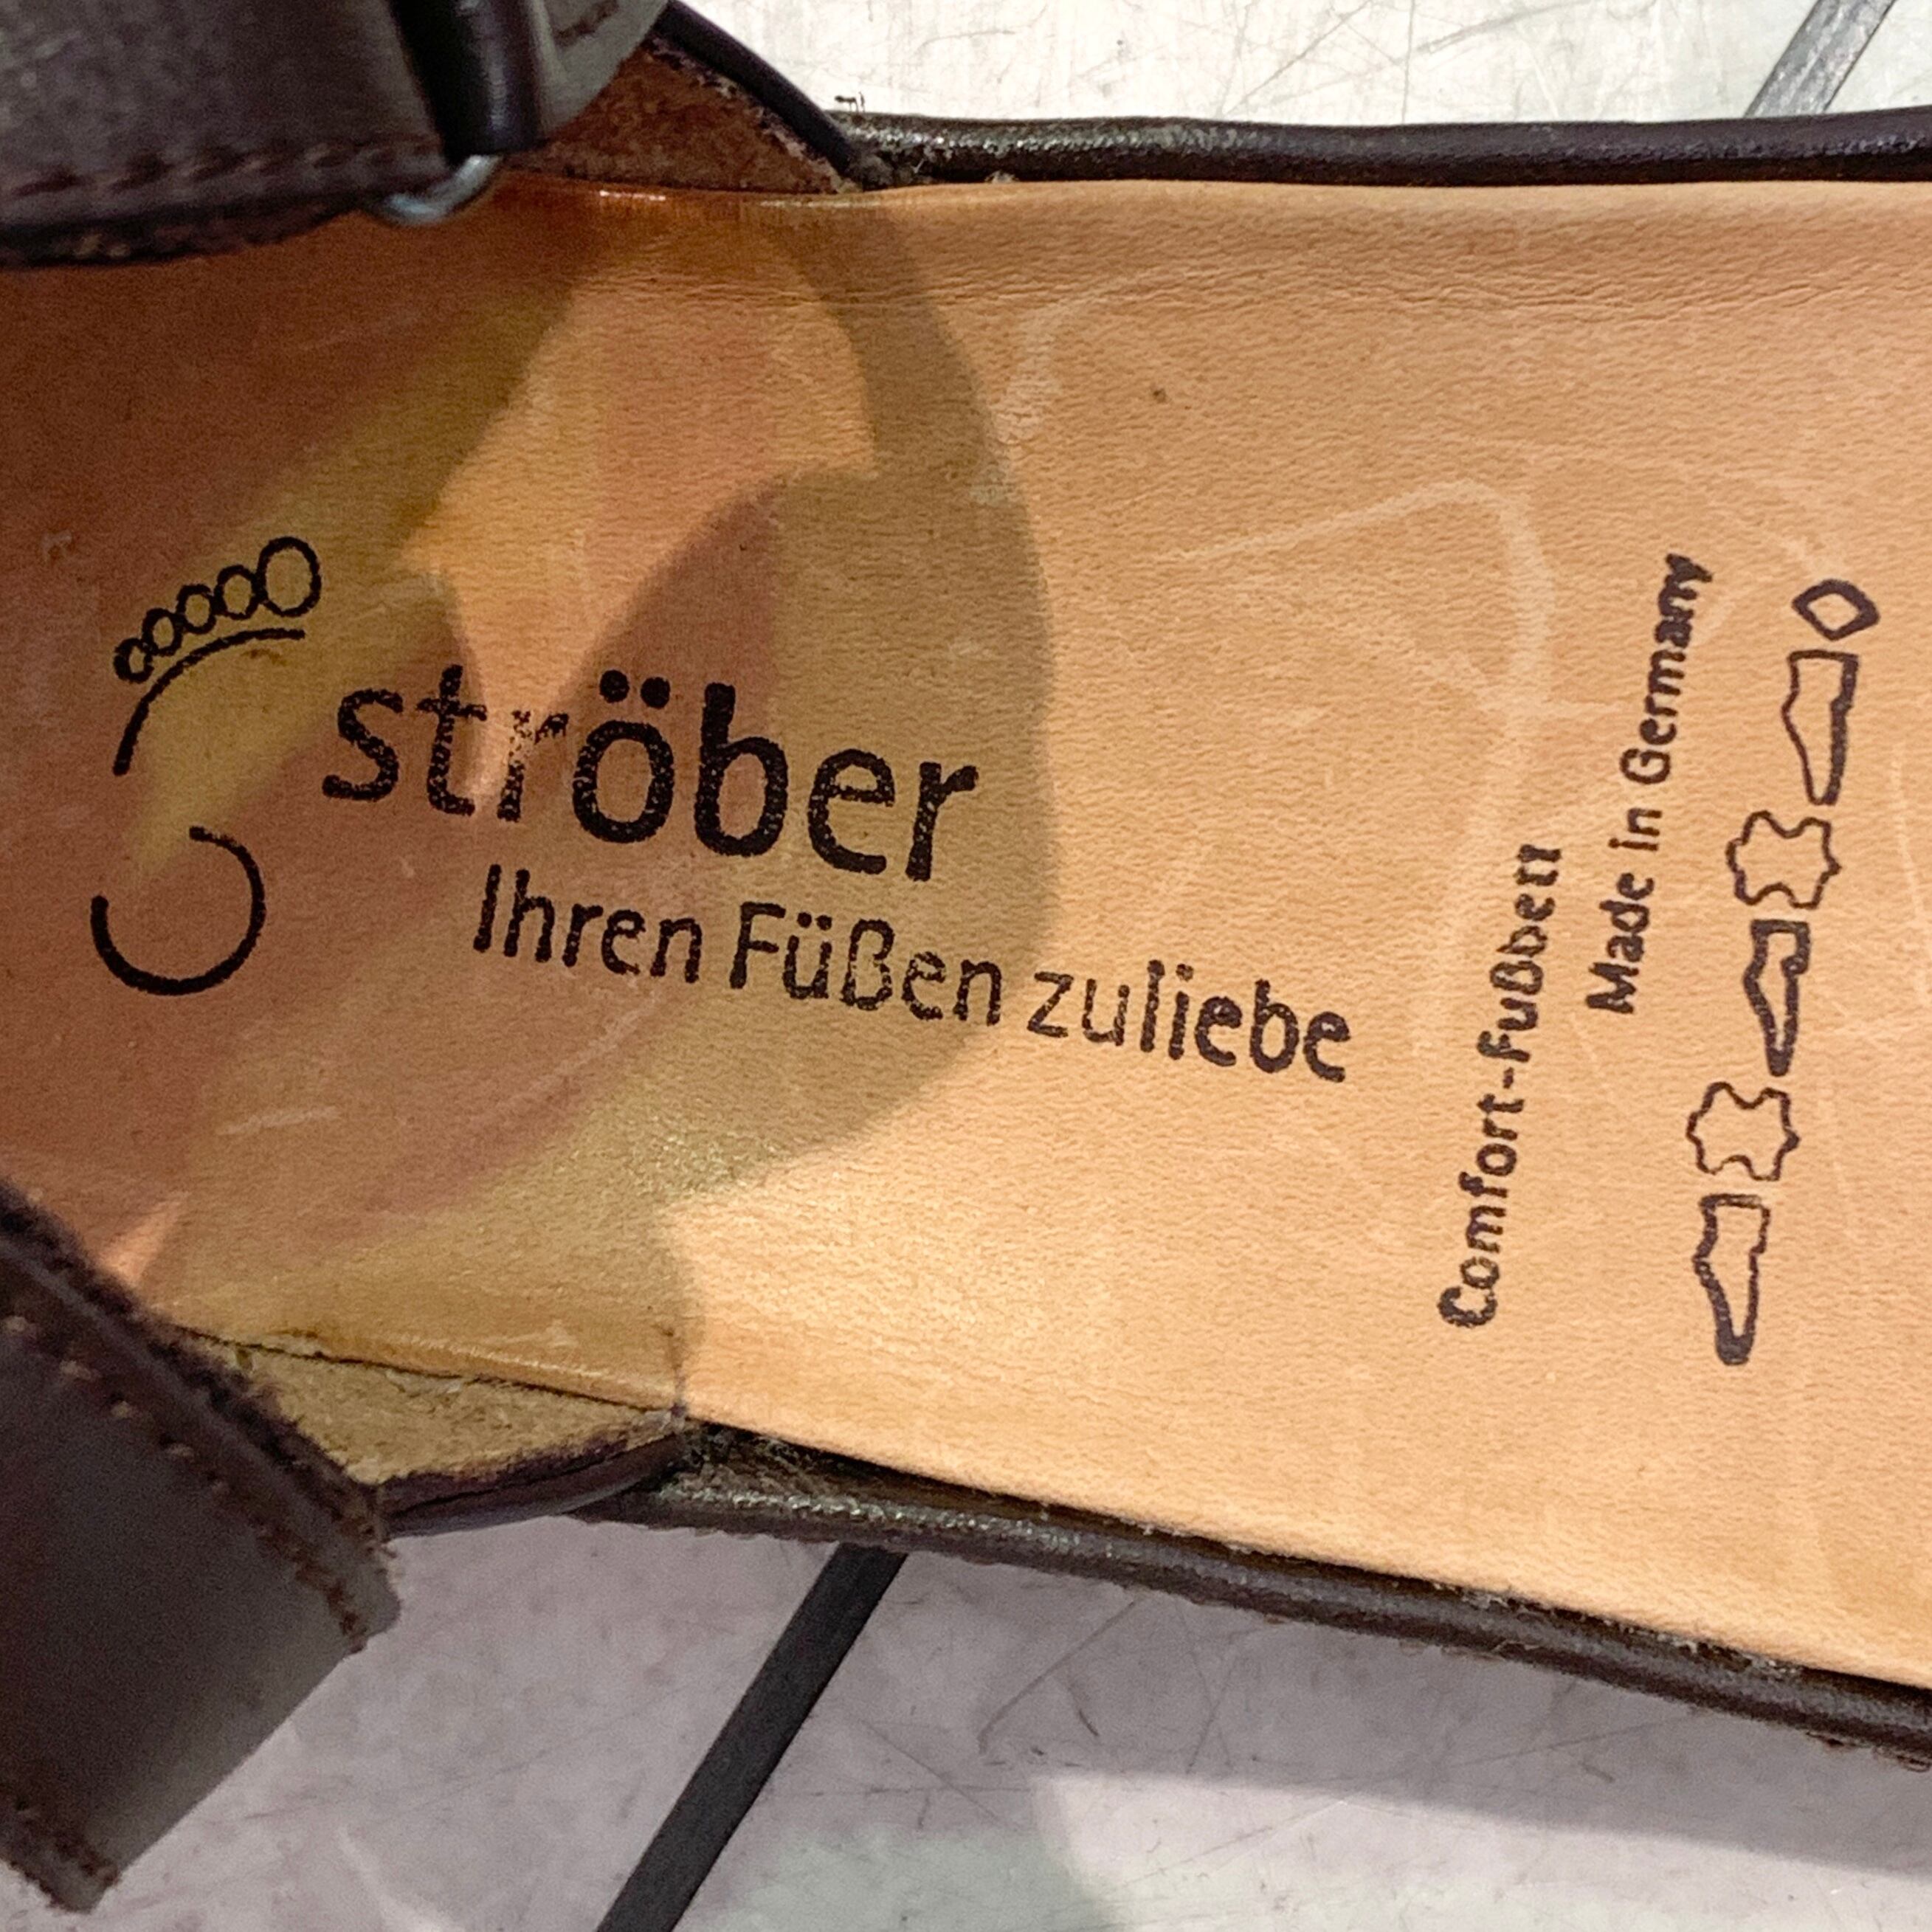 ströber
Ihren Füßen zuliebe
Comfort-Fußbett
Made in Germany